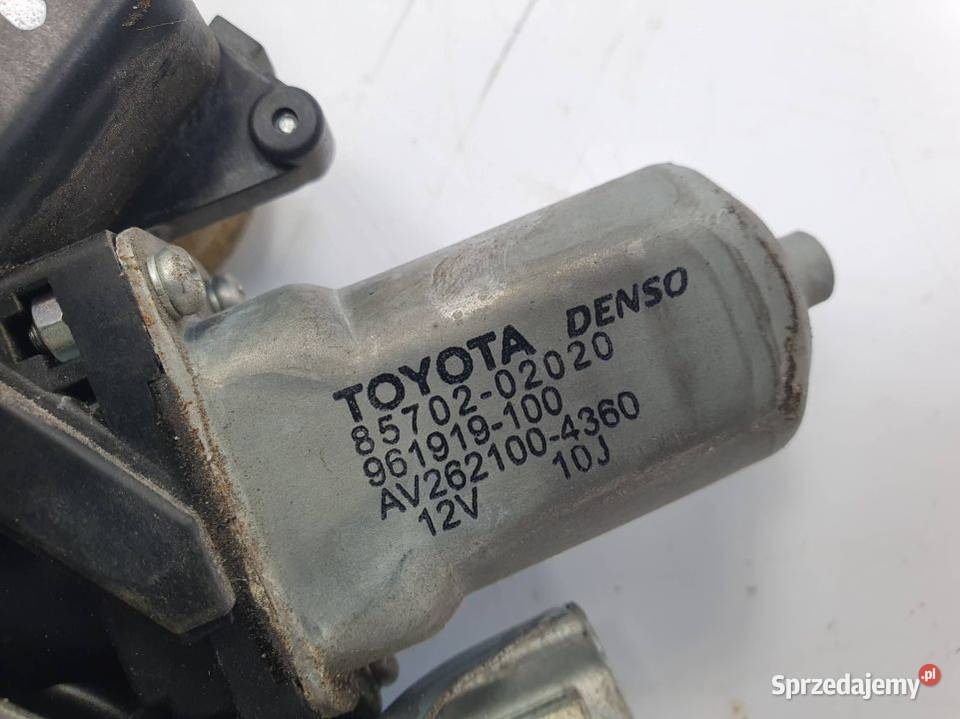 TOYOTA DENSO
85702-02020
961919-100
AV262100-4360
12V 10J
Sprzedajemy.pl